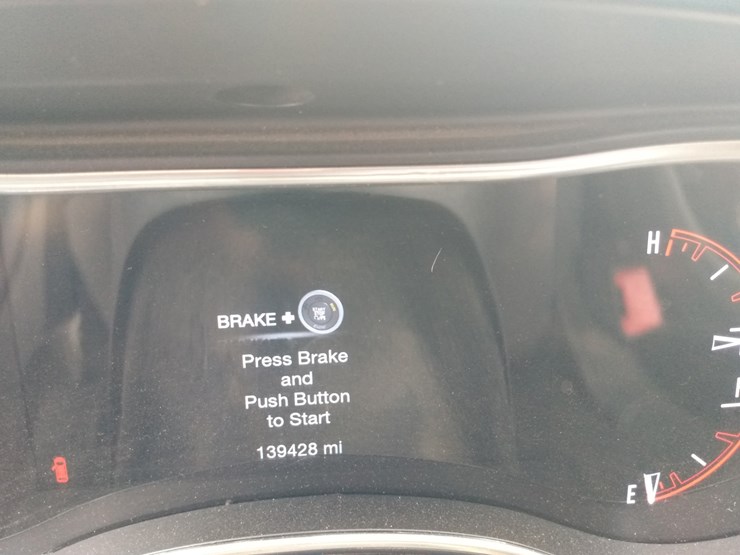 H
BRAKE +
Press Brake
and
Push Button
to Start
139428 mi
E